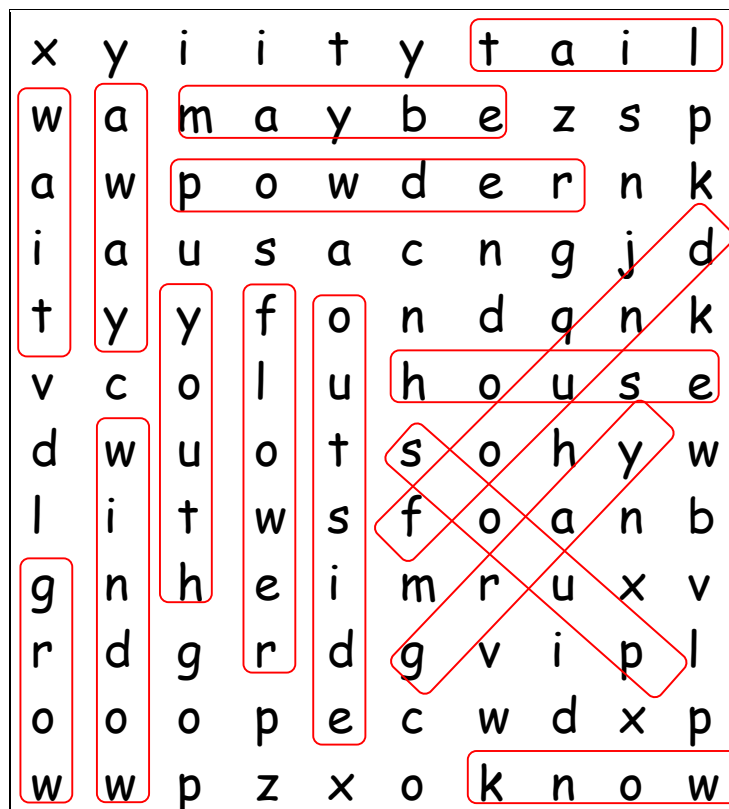 x y i i t y t a i l
w a m a y b e z s p
a w p o w d e r n k
i a u s a c n g j d
t y y f o n d q n k
v c o l u h o u s e
d w u o t s o h y w
l i t w s f o a n b
g n h e i m r u x v
r d g r d g v i p l
o o o p e c w d x p
w w p z x o k n o w